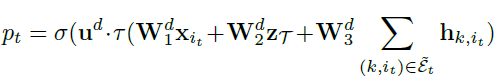 p_t = σ(u^d·τ(W_1^d x_{i_t} + W_2^d z_𝒯 + W_3^d ∑_{(k,i_t)∈ℰ̃_t} h_{k,i_t})